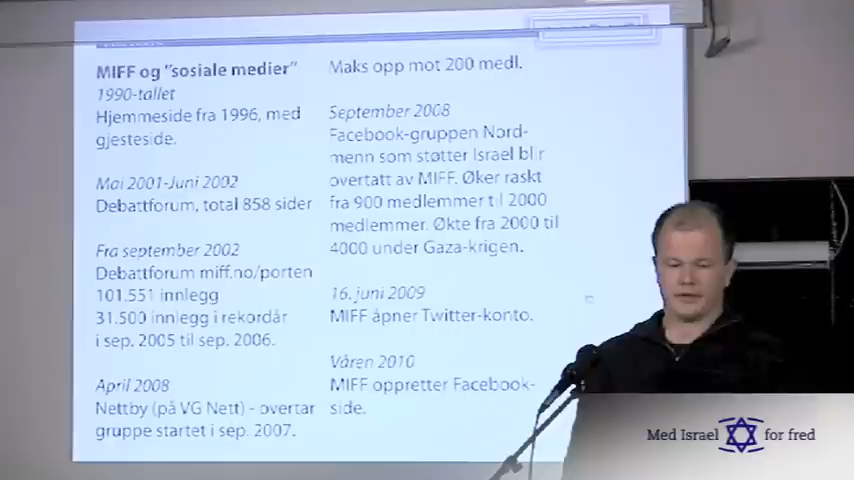 MIFF og "sosiale medier"
1990-tallet
Hjemmeside fra 1996, med
gjesteside.
Mai 2001-Juni 2002
Debattforum, total 858 sider
Fra september 2002
Debattforum miff.no/porten
101.551 innlegg
31.500 innlegg i rekordår
i sep. 2005 til sep. 2006.
April 2008
Nettby (på VG Nett) - overtar
gruppe startet i sep. 2007.
Maks opp mot 200 medl.
September 2008
Facebook-gruppen Nord-
menn som støtter Israel blir
overtatt av MIFF. Øker raskt
fra 900 medlemmer til 2000
medlemmer. Økte fra 2000 til
4000 under Gaza-krigen.
16. juni 2009
MIFF åpner Twitter-konto.
Våren 2010
MIFF oppretter Facebook-
side.
Med Israel for fred